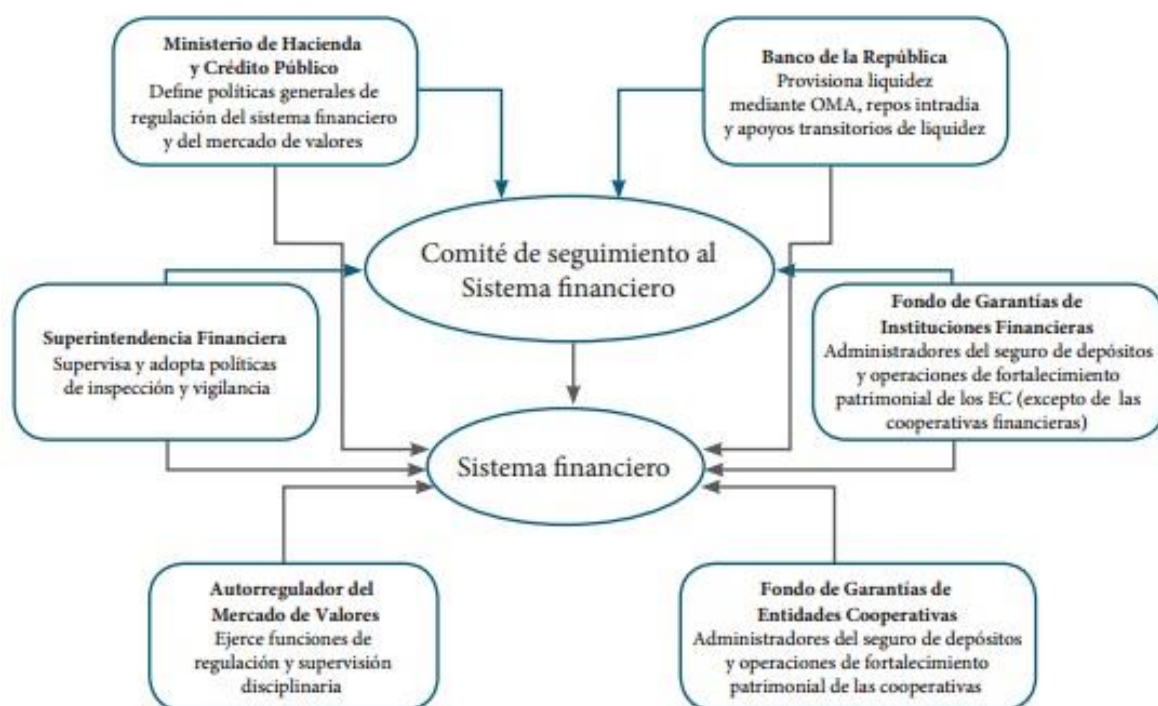 Ministerio de Hacienda
y Crédito Público
Define políticas generales de
regulación del sistema financiero
y del mercado de valores
Banco de la República
Provisiona liquidez
mediante OMA, repos intradía
y apoyos transitorios de liquidez
Comité de seguimiento al
Sistema financiero
Superintendencia Financiera
Supervisa y adopta políticas
de inspección y vigilancia
Fondo de Garantías de
Instituciones Financieras
Administradores del seguro de depósitos
y operaciones de fortalecimiento
patrimonial de los EC (excepto de las
cooperativas financieras)
Sistema financiero
Autorregulador del
Mercado de Valores
Ejerce funciones de
regulación y supervisión
disciplinaria
Fondo de Garantías de
Entidades Cooperativas
Administradores del seguro de depósitos
y operaciones de fortalecimiento
patrimonial de las cooperativas